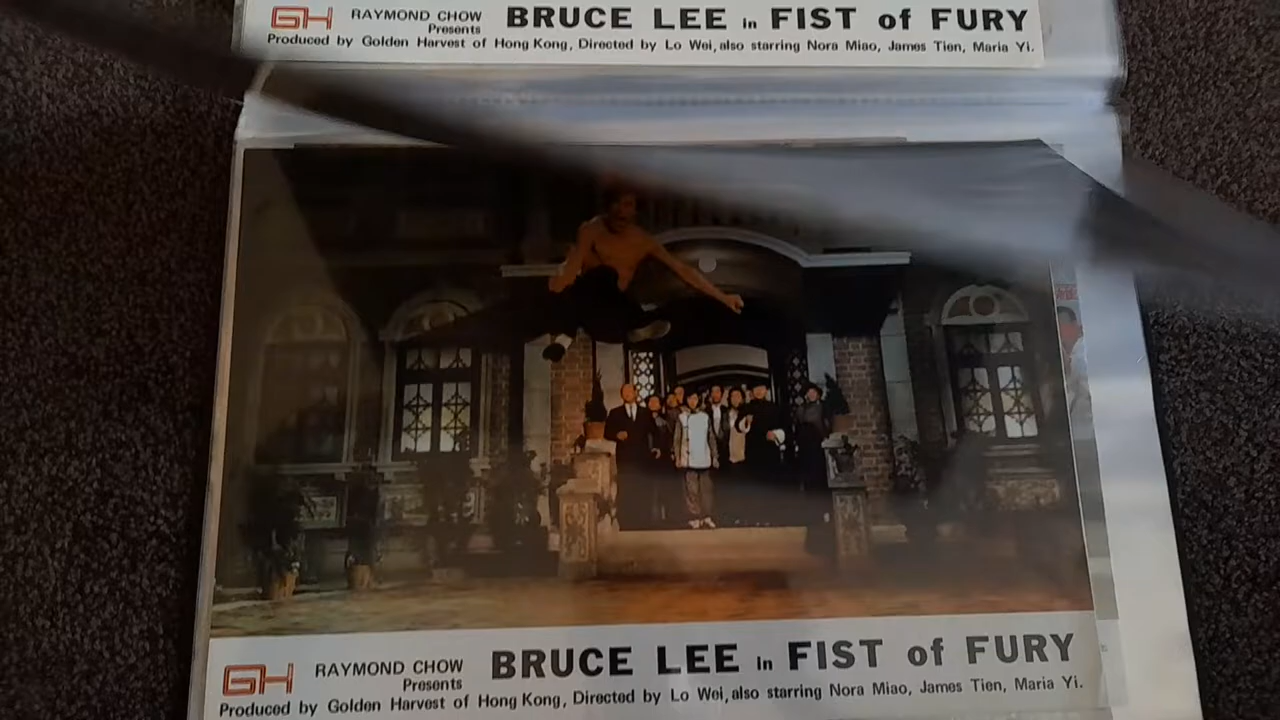 GH RAYMOND CHOW Presents BRUCE LEE in FIST of FURY
Produced by Golden Harvest of Hong Kong, Directed by Lo Wei, also starring Nora Miao, James Tien, Maria Yi.
GH RAYMOND CHOW Presents BRUCE LEE in FIST of FURY
Produced by Golden Harvest of Hong Kong, Directed by Lo Wei, also starring Nora Miao, James Tien, Maria Yi.